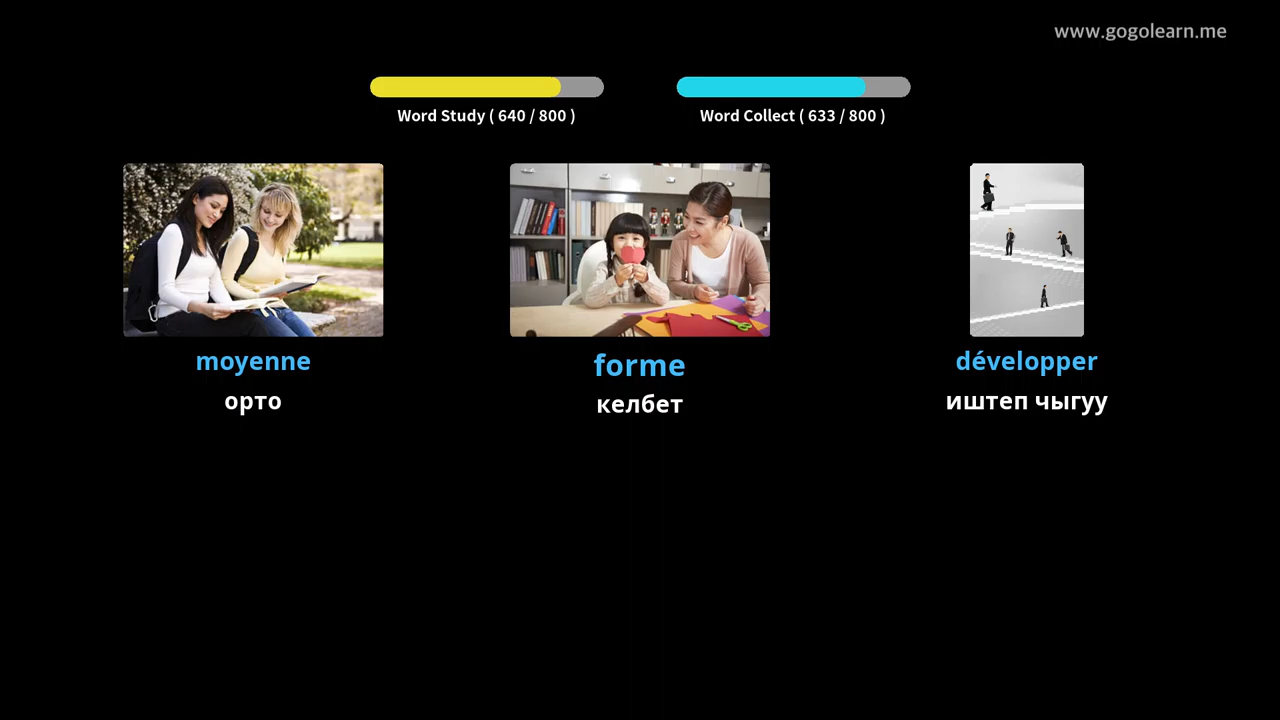 www.gogolearn.me
Word Study ( 640 / 800 )
Word Collect ( 633 / 800 )
moyenne
орто
forme
келбет
développer
иштеп чыгуу